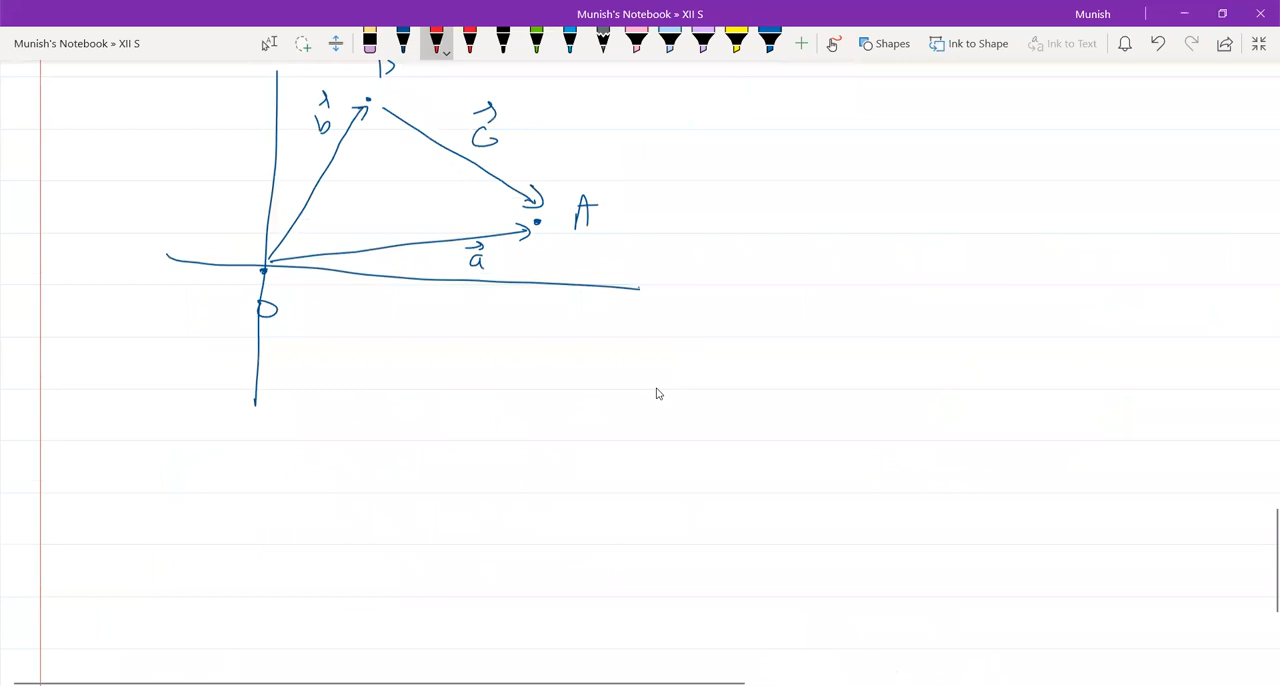 Munish's Notebook » XII S
Munish
Munish's Notebook » XII S
Shapes
Ink to Shape
Ink to Text
b
A
a
O